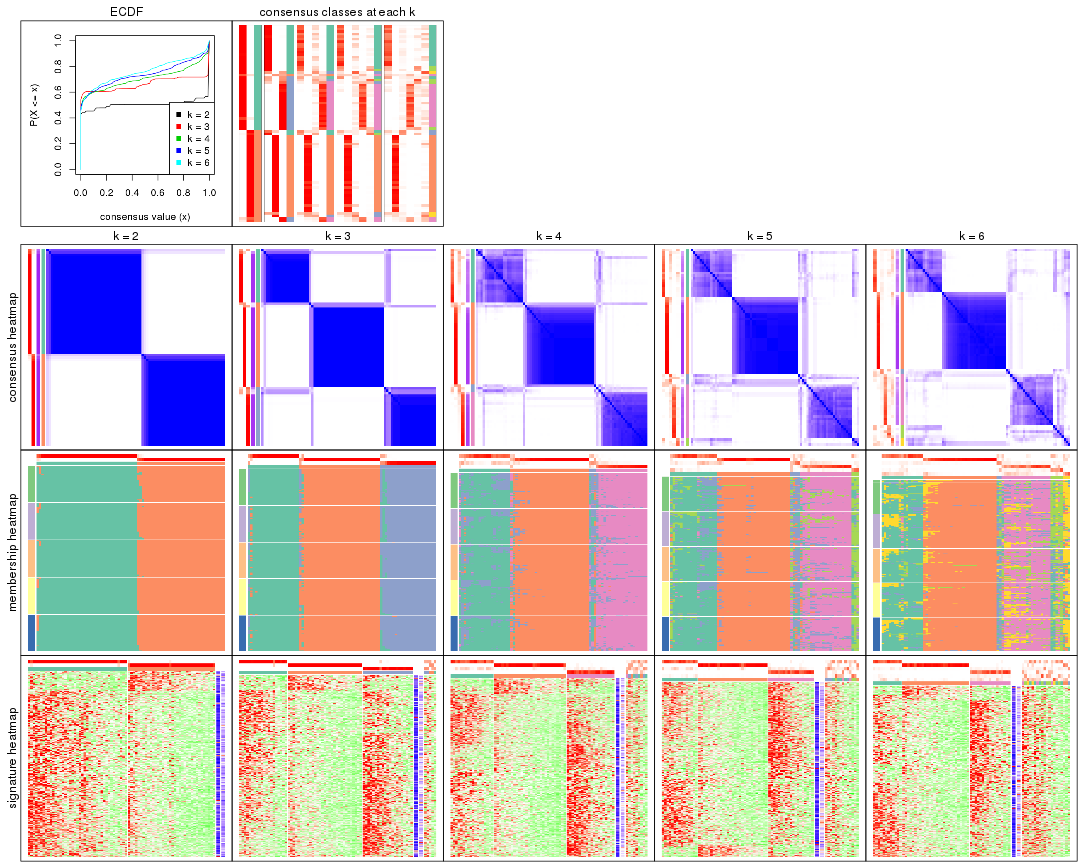 ECDF
consensus classes at each k
P(X <= x)
1.0
0.8
0.6
0.4
0.2
0.0
k = 2
k = 3
k = 4
k = 5
k = 6
0.0 0.2 0.4 0.6 0.8 1.0
consensus value (x)
k = 2
k = 3
k = 4
k = 5
k = 6
consensus heatmap
membership heatmap
signature heatmap